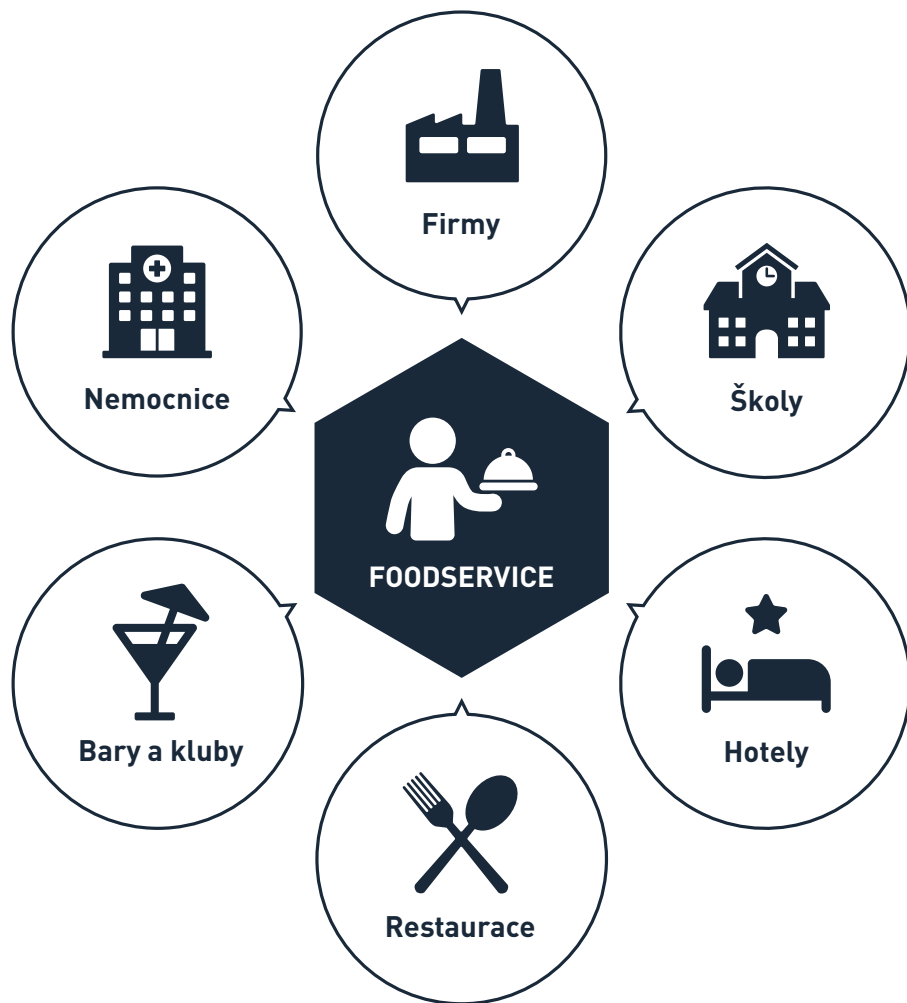 Firmy
Nemocnice
Školy
FOODSERVICE
Bary a kluby
Hotely
Restaurace